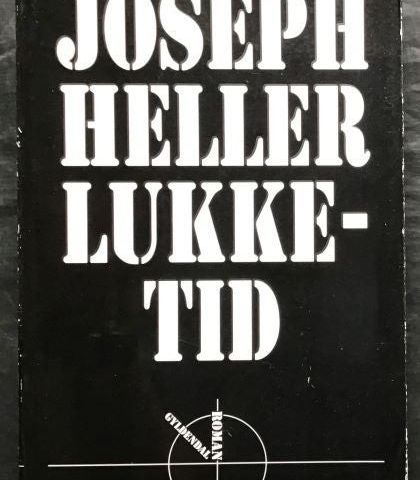 JOSEPH
HELLER
LUKKE-
TID
GYLDENDAL
ROMAN